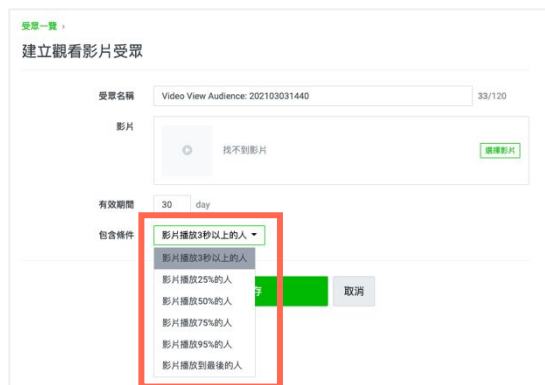 受眾一覽 ›
建立觀看影片受眾
受眾名稱 Video View Audience: 202103031440 33/120
影片 找不到影片 選擇影片
有效期間 30 day
包含條件 影片播放3秒以上的人
影片播放3秒以上的人
影片播放25%的人
存 取消
影片播放50%的人
影片播放75%的人
影片播放95%的人
影片播放到最後的人